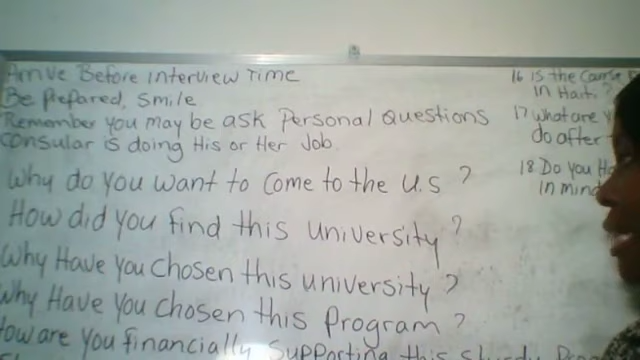 Arrive Before Interview Time
Be Prepared, Smile
Remember you may be ask Personal Questions
Consular is doing His or Her Job
Why do you want to Come to the U.S ?
How did you find this university ?
Why Have you Chosen this university ?
Why Have you Chosen this Program ?
How are you financially Supporting this Study
16 is the Course
in Haiti ?
17 what are
do after
18 Do you
in mind